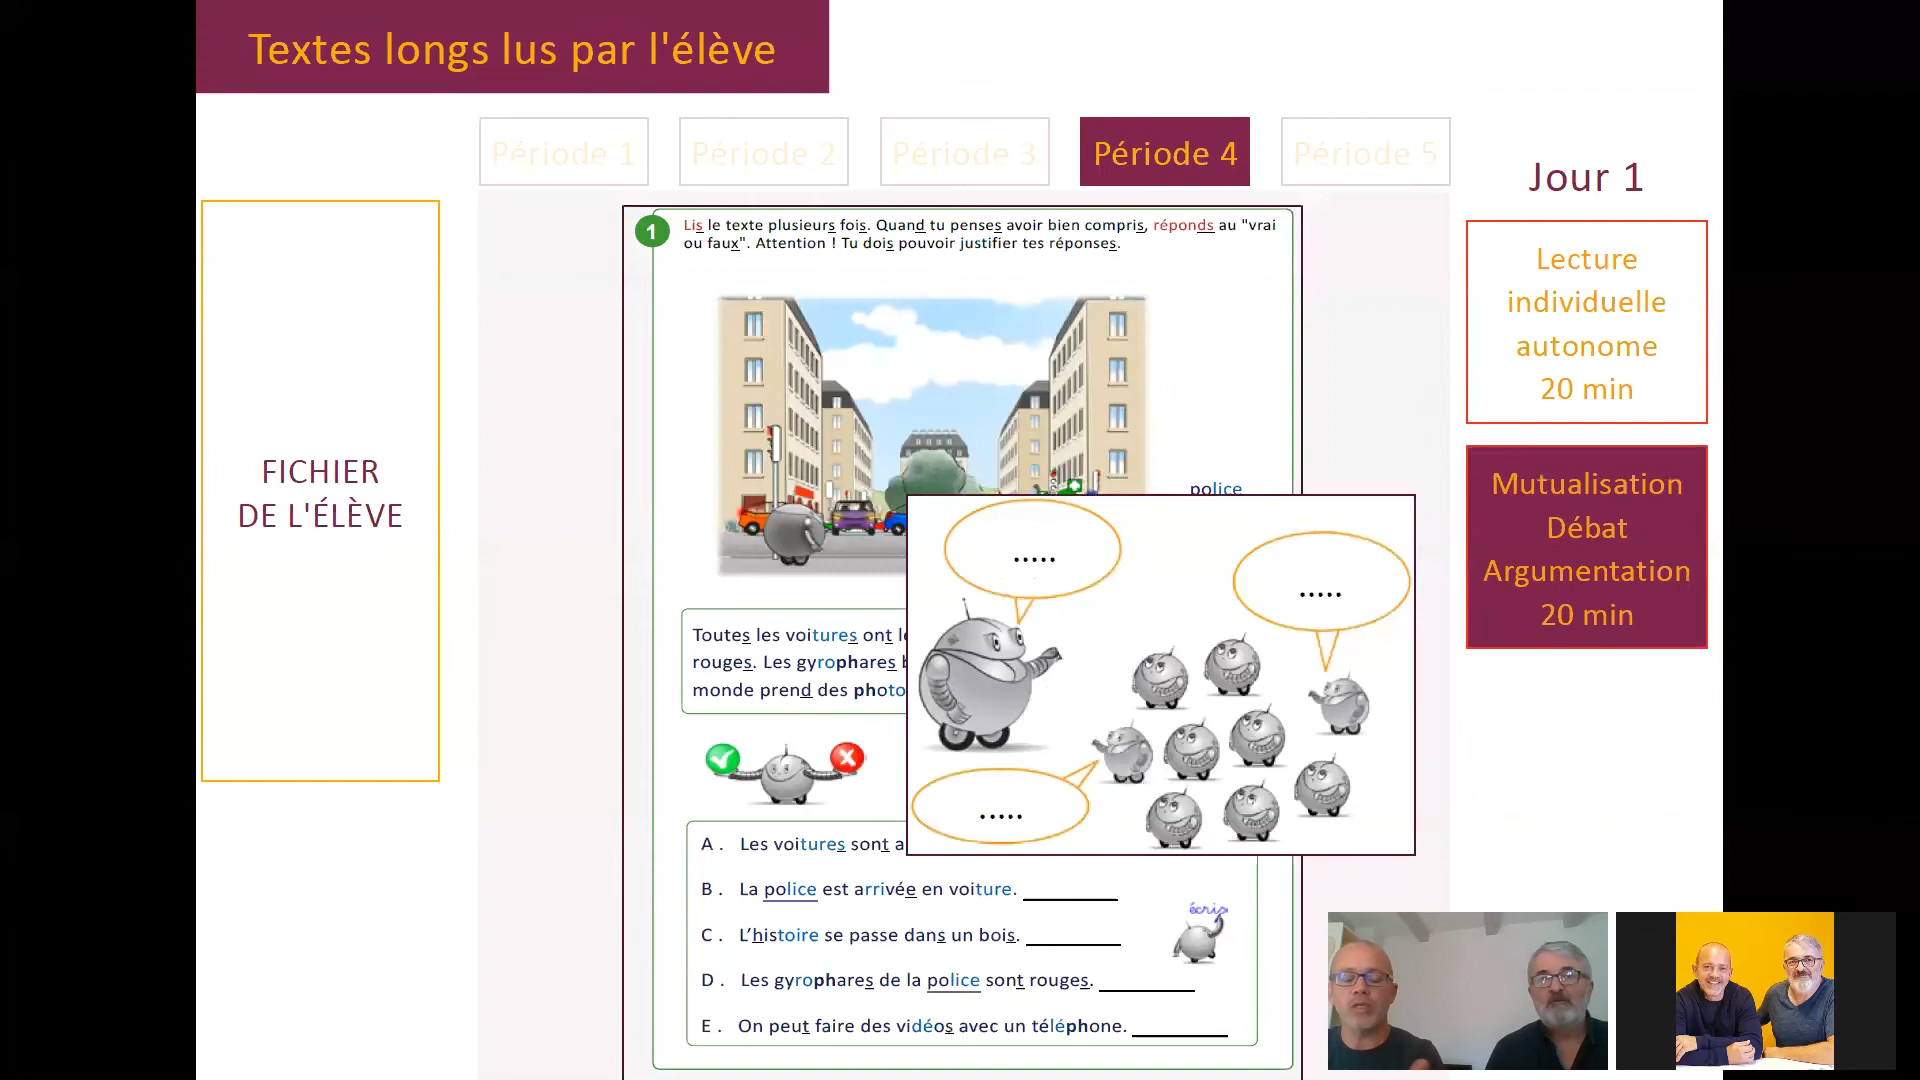 Textes longs lus par l'élève
Période 1
Période 2
Période 3
Période 4
Période 5
Jour 1
FICHIER
DE L'ÉLÈVE
1
Lis le texte plusieurs fois. Quand tu penses avoir bien compris, réponds au "vrai
ou faux". Attention ! Tu dois pouvoir justifier tes réponses.
police
Toutes les voitures ont
rouges. Les gyrophares
monde prend des photo
.....
.....
.....
A . Les voitures sont
B . La police est arrivée en voiture.
C . L'histoire se passe dans un bois.
D . Les gyrophares de la police sont rouges.
E . On peut faire des vidéos avec un téléphone.
écris
Lecture
individuelle
autonome
20 min
Mutualisation
Débat
Argumentation
20 min